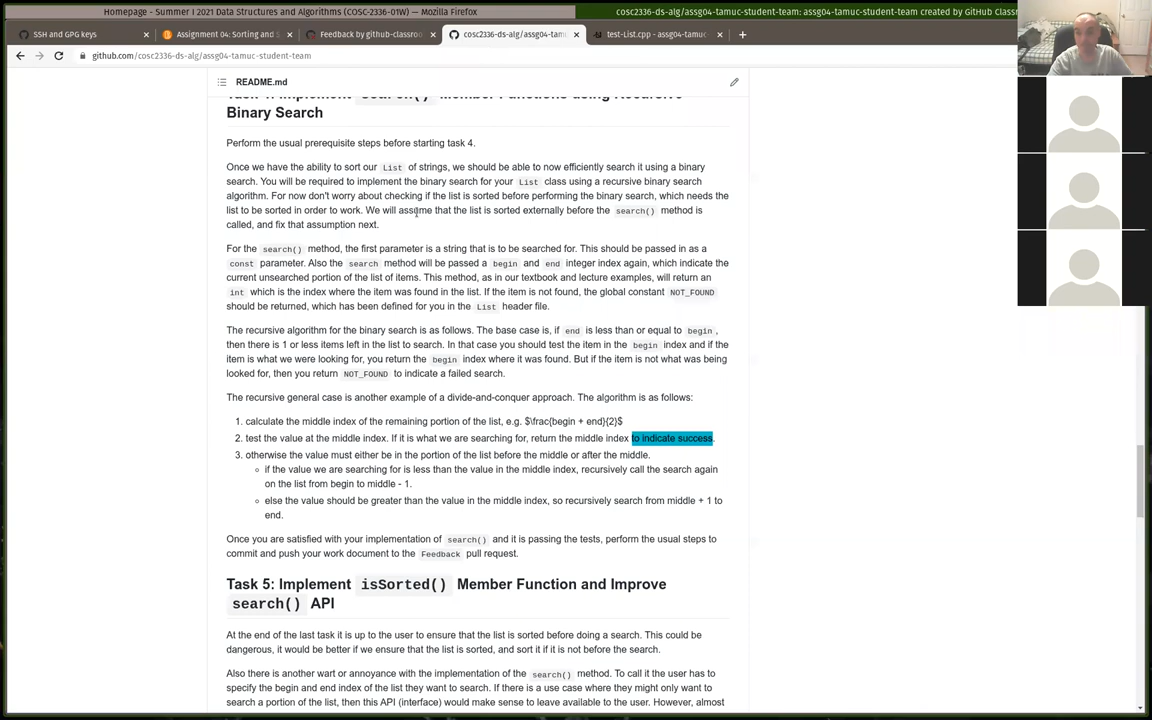 Homepage - Summer I 2021 Data Structures and Algorithms (COSC-2336-01W) — Mozilla Firefox
cosc2336-ds-alg/assg04-tamuc-student-team: assg04-tamuc-student-team created by GitHub Class
SSH and GPG keys
Assignment 04: Sorting and S
Feedback by github-classroo
cosc2336-ds-alg/assg04-tamu
test-List.cpp - assg04-tamuc
github.com/cosc2336-ds-alg/assg04-tamuc-student-team
README.md
Task 4: Implement search() Member Functions using Recursive
Binary Search
Perform the usual prerequisite steps before starting task 4.
Once we have the ability to sort our List of strings, we should be able to now efficiently search it using a binary
search. You will be required to implement the binary search for your List class using a recursive binary search
algorithm. For now don't worry about checking if the list is sorted before performing the binary search, which needs the
list to be sorted in order to work. We will assume that the list is sorted externally before the search() method is
called, and fix that assumption next.
For the search() method, the first parameter is a string that is to be searched for. This should be passed in as a
const parameter. Also the search method will be passed a begin and end integer index again, which indicate the
current unsearched portion of the list of items. This method, as in our textbook and lecture examples, will return an
int which is the index where the item was found in the list. If the item is not found, the global constant NOT_FOUND
should be returned, which has been defined for you in the List header file.
The recursive algorithm for the binary search is as follows. The base case is, if end is less than or equal to begin ,
then there is 1 or less items left in the list to search. In that case you should test the item in the begin index and if the
item is what we were looking for, you return the begin index where it was found. But if the item is not what was being
looked for, then you return NOT_FOUND to indicate a failed search.
The recursive general case is another example of a divide-and-conquer approach. The algorithm is as follows:
1. calculate the middle index of the remaining portion of the list, e.g. $\frac{begin + end}{2}$
2. test the value at the middle index. If it is what we are searching for, return the middle index to indicate success.
3. otherwise the value must either be in the portion of the list before the middle or after the middle.
if the value we are searching for is less than the value in the middle index, recursively call the search again
on the list from begin to middle - 1.
else the value should be greater than the value in the middle index, so recursively search from middle + 1 to
end.
Once you are satisfied with your implementation of search() and it is passing the tests, perform the usual steps to
commit and push your work document to the Feedback pull request.
Task 5: Implement isSorted() Member Function and Improve
search() API
At the end of the last task it is up to the user to ensure that the list is sorted before doing a search. This could be
dangerous, it would be better if we ensure that the list is sorted, and sort it if it is not before the search.
Also there is another wart or annoyance with the implementation of the search() method. To call it the user has to
specify the begin and end index of the list they want to search. If there is a use case where they might only want to
search a portion of the list, then this API (interface) would make sense to leave available to the user. However, almost